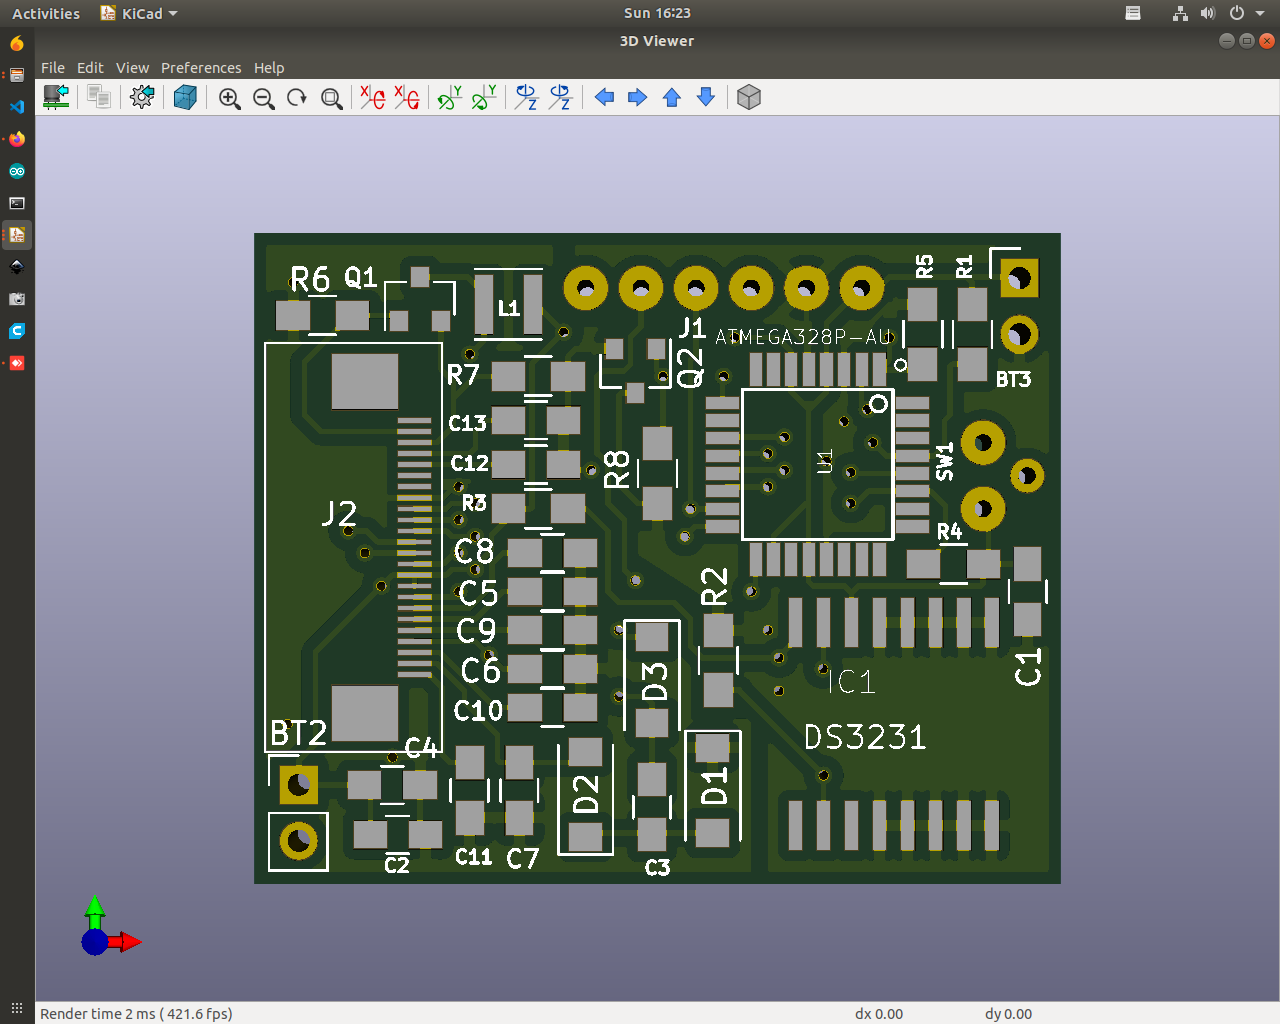 Activities KiCad Sun 16:23
3D Viewer
File Edit View Preferences Help
X X Y Y Z Z
R6 Q1 L1 J1 R5 R1
ATMEGA328P-AU
R7 Q2 BT3
C13
C12 R8 U1 SW1
R3
J2 R4
C8
C5 R2
C9
C6 D3 IC1 C1
C10
BT2 C4 DS3231
D2 D1
C2 C11 C7 C3
Render time 2 ms ( 421.6 fps) dx 0.00 dy 0.00